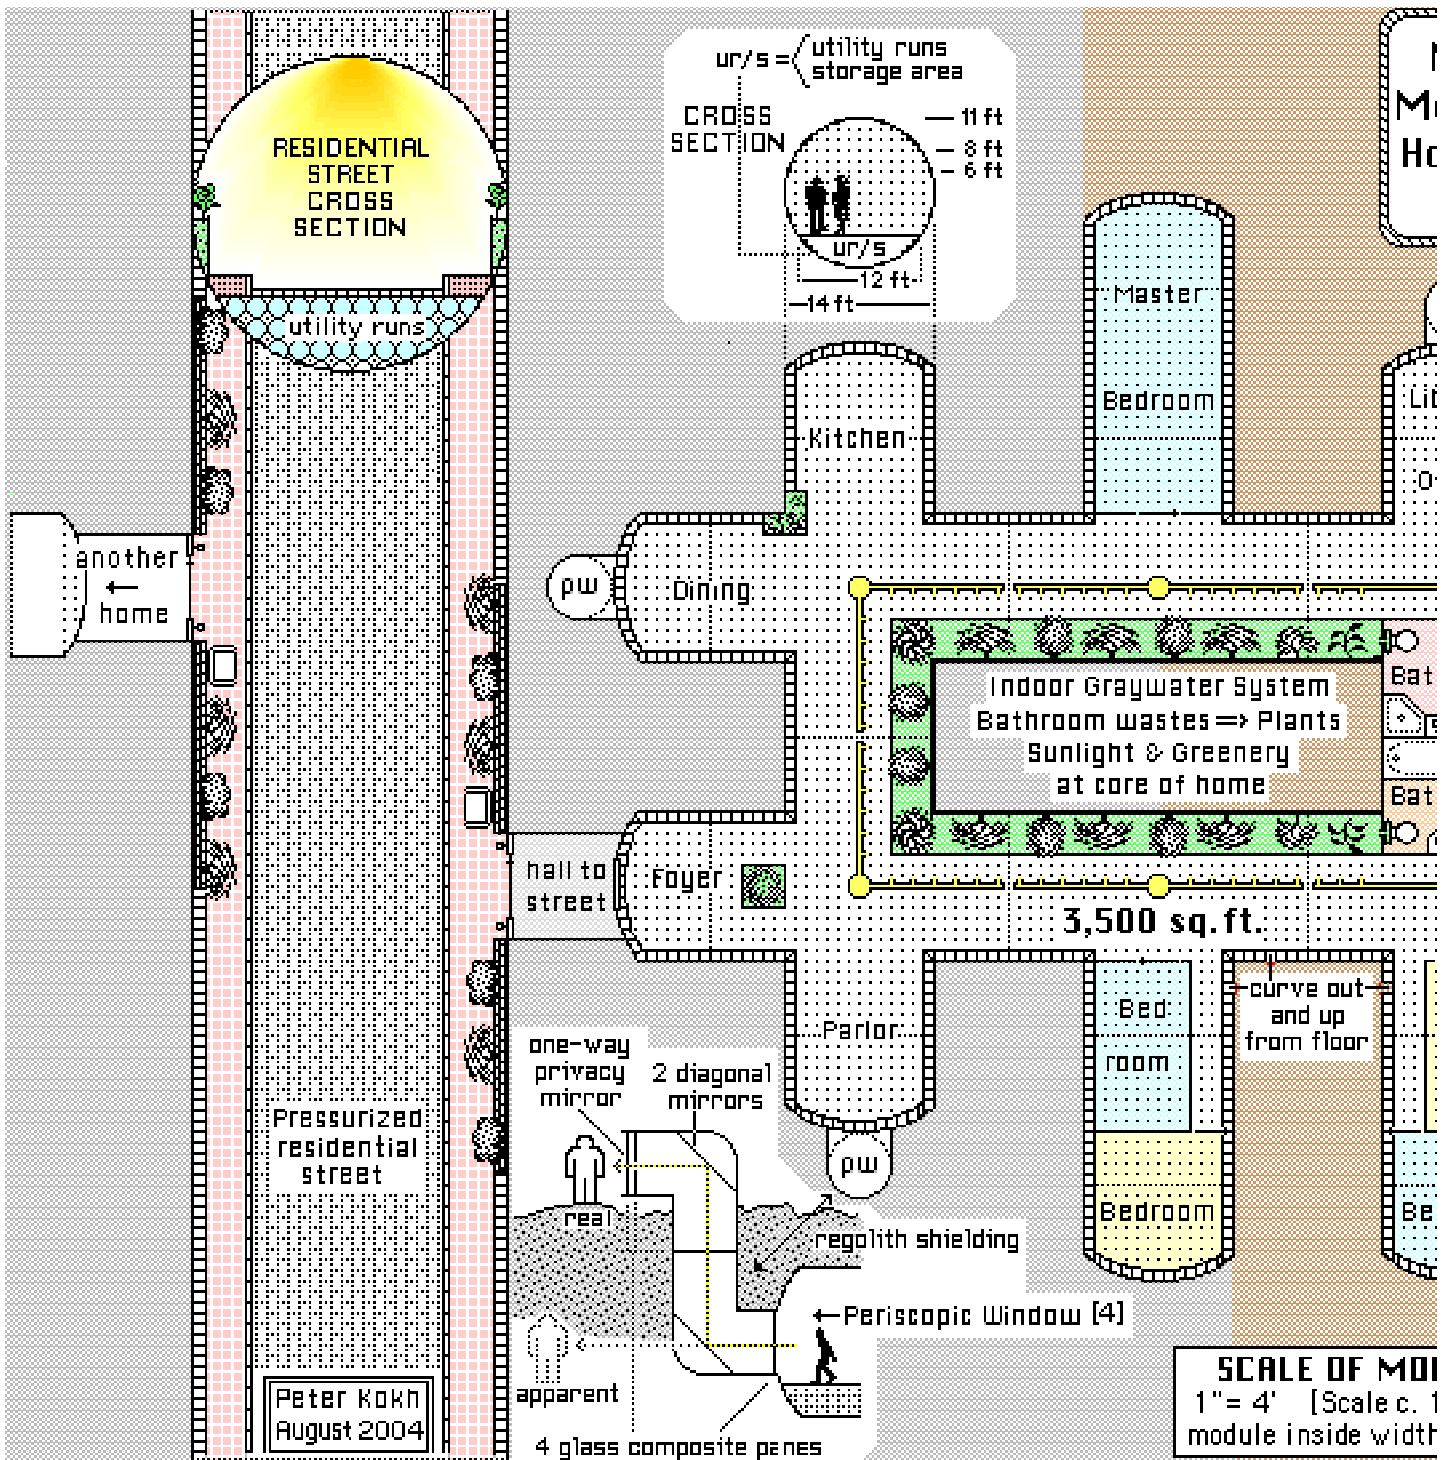 RESIDENTIAL
STREET
CROSS
SECTION
utility runs
another
←
home
Pressurized
residential
street
Peter Kokh
August 2004
ur/s =
utility runs
storage area
CROSS
SECTION
11 ft
8 ft
6 ft
ur/s
12 ft
14 ft
Kitchen
Dining
pw
Master
Bedroom
Indoor Graywater System
Bathroom wastes => Plants
Sunlight & Greenery
at core of home
Bat
Bat
hall to
street
Foyer
3,500 sq.ft.
Parlor
pw
Bed
room
Bedroom
curve out
and up
from floor
Be
one-way
privacy
mirror
2 diagonal
mirrors
real
regolith shielding
← Periscopic Window [4]
apparent
4 glass composite panes
SCALE OF MO
1"= 4' [Scale c. 1
module inside width